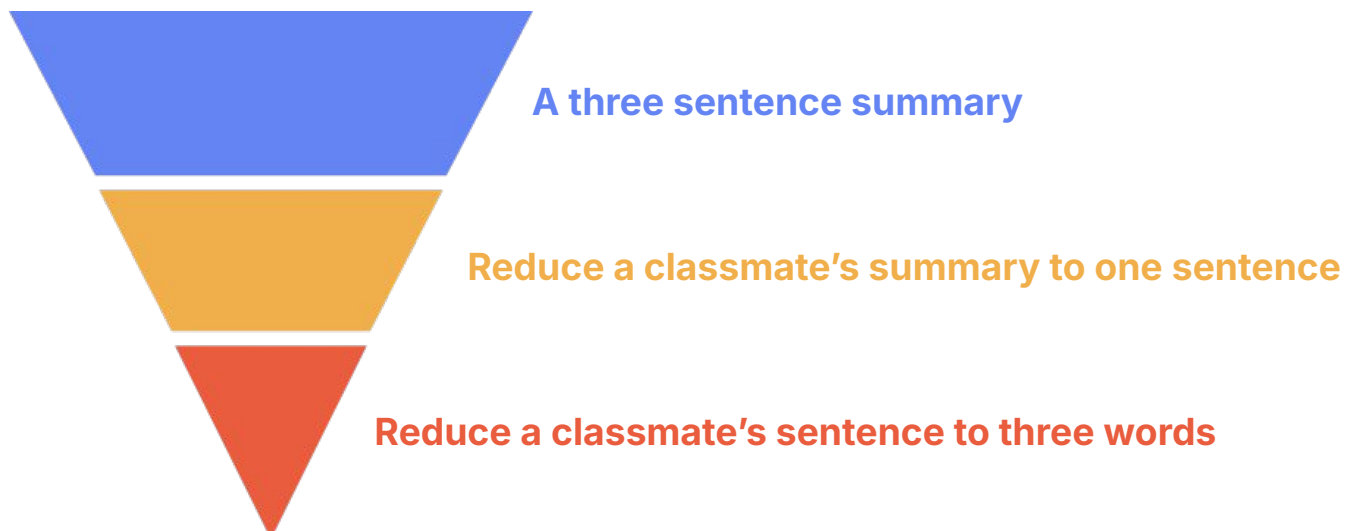 A three sentence summary
Reduce a classmate’s summary to one sentence
Reduce a classmate’s sentence to three words